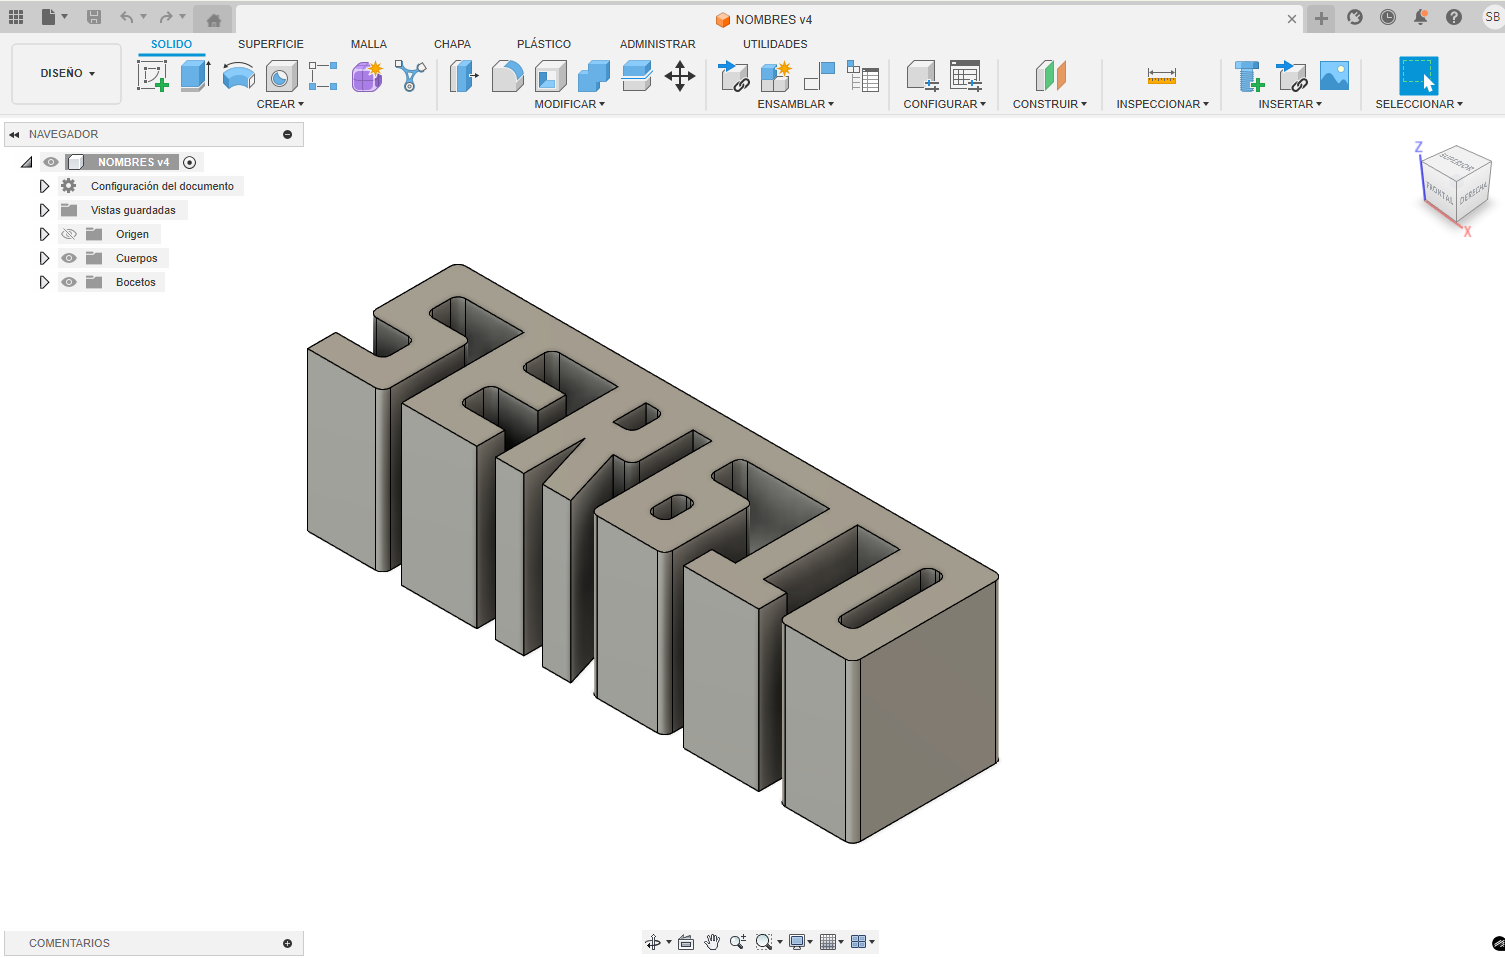 NOMBRES v4
SB
DISEÑO
SOLIDO SUPERFICIE MALLA CHAPA PLÁSTICO ADMINISTRAR UTILIDADES
CREAR MODIFICAR ENSAMBLAR CONFIGURAR CONSTRUIR INSPECCIONAR INSERTAR SELECCIONAR
NAVEGADOR
NOMBRES v4
Configuración del documento
Vistas guardadas
Origen
Cuerpos
Bocetos
Z
SUPERIOR
FRONTAL
DERECHA
X
COMENTARIOS